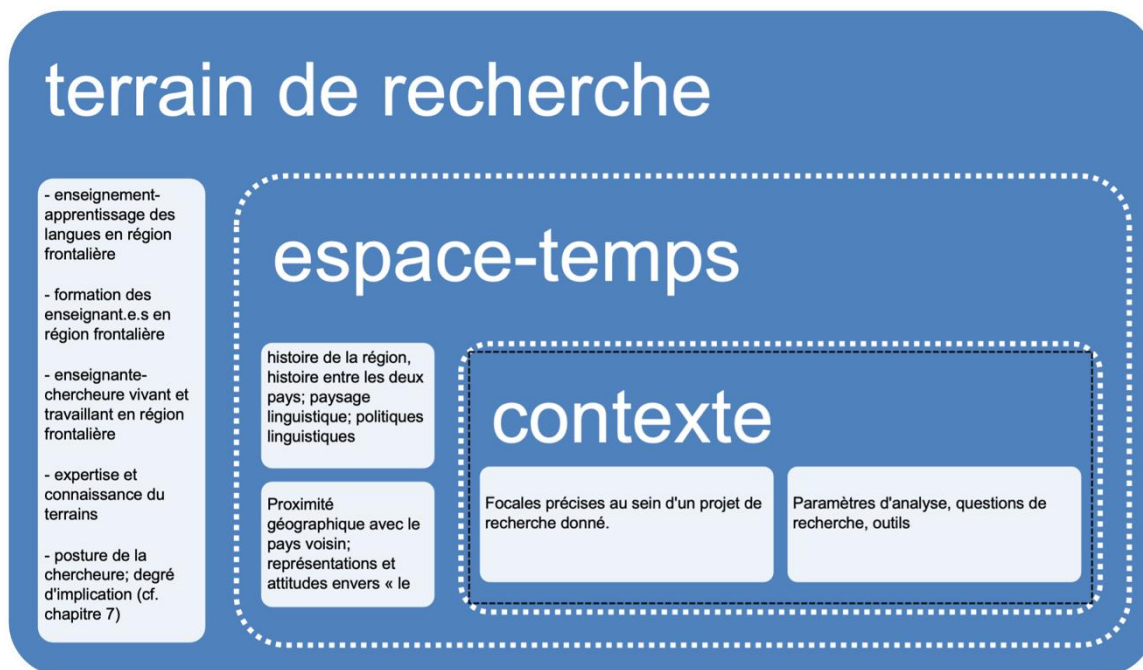 terrain de recherche
- enseignement-
apprentissage des
langues en région
frontalière
- formation des
enseignant.e.s en
région frontalière
- enseignante-
chercheure vivant et
travaillant en région
frontalière
- expertise et
connaissance du
terrains
- posture de la
chercheure; degré
d'implication (cf.
chapitre 7)
espace-temps
histoire de la région,
histoire entre les deux
pays; paysage
linguistique; politiques
linguistiques
Proximité
géographique avec le
pays voisin;
représentations et
attitudes envers « le
contexte
Focales précises au sein d'un projet de
recherche donné.
Paramètres d'analyse, questions de
recherche, outils